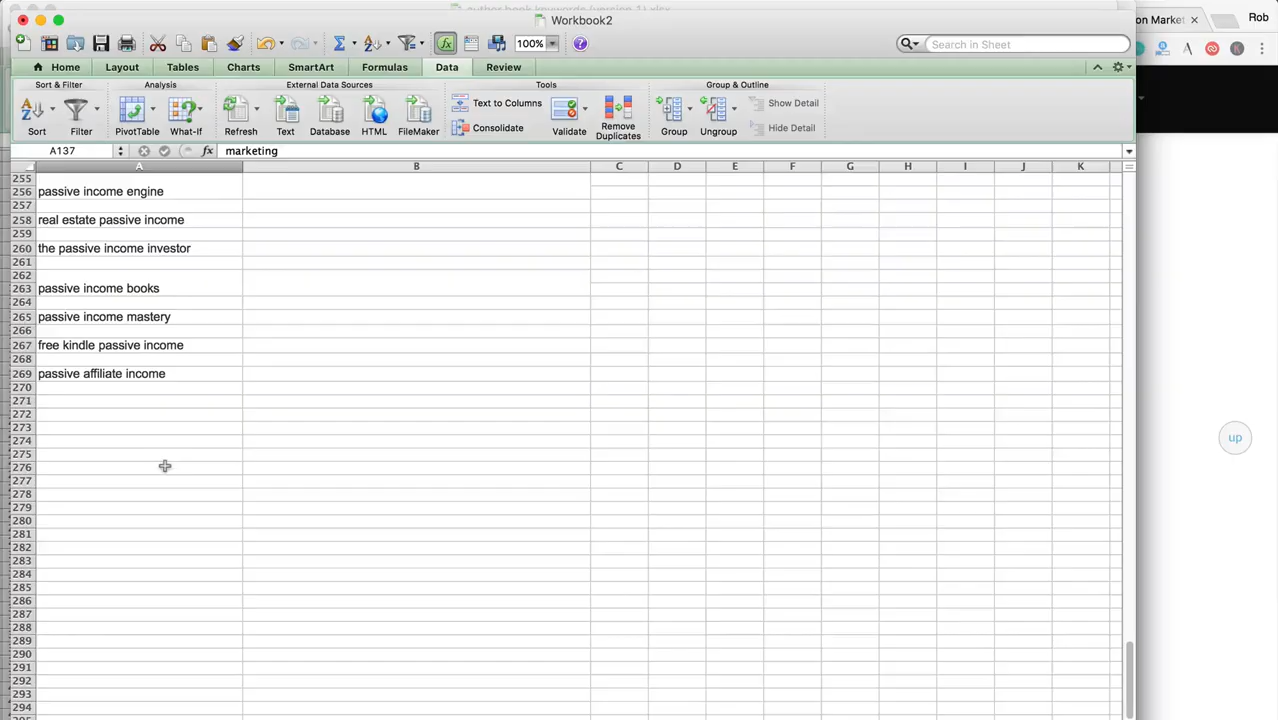 Workbook2
on Market
Rob
100%
Search in Sheet
Home Layout Tables Charts SmartArt Formulas Data Review
Sort & Filter Analysis External Data Sources Tools Group & Outline
Text to Columns Show Detail
Consolidate Hide Detail
Sort Filter PivotTable What-If Refresh Text Database HTML FileMaker Validate Remove Duplicates Group Ungroup
A137 fx marketing
A B C D E F G H I J K
255
256 passive income engine
257
258 real estate passive income
259
260 the passive income investor
261
262
263 passive income books
264
265 passive income mastery
266
267 free kindle passive income
268
269 passive affiliate income
270
271
272
273
274
275
276
277
278
279
280
281
282
283
284
285
286
287
288
289
290
291
292
293
294
up